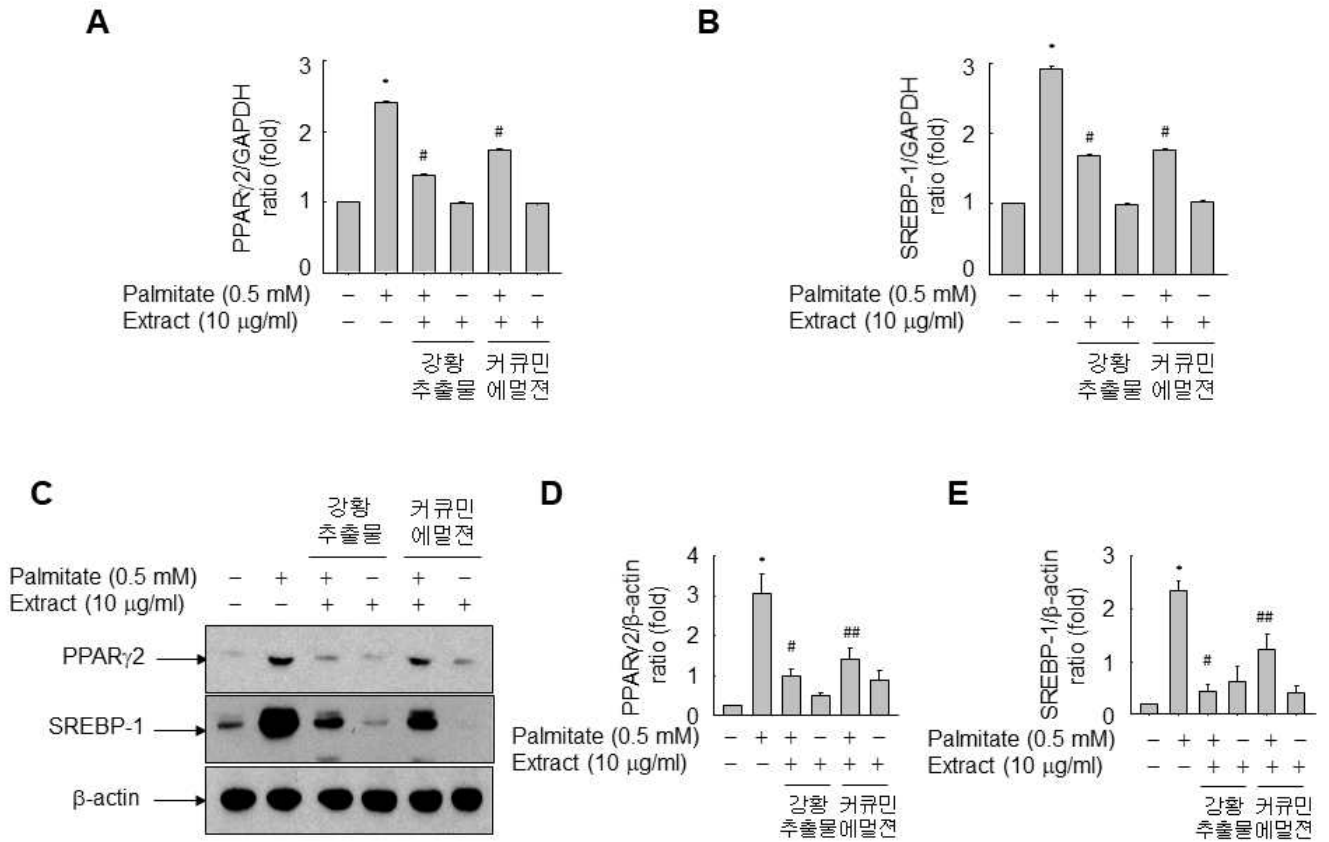 A
PPARγ2/GAPDH
ratio (fold)
3
2
1
0
*
#
#
Palmitate (0.5 mM) − + + − + −
Extract (10 μg/ml) − − + + + +
강황
추출물
커큐민
에멀젼
B
SREBP-1/GAPDH
ratio (fold)
3
2
1
0
*
#
#
Palmitate (0.5 mM) − + + − + −
Extract (10 μg/ml) − − + + + +
강황
추출물
커큐민
에멀젼
C
강황
추출물
커큐민
에멀젼
Palmitate (0.5 mM) − + + − + −
Extract (10 μg/ml) − − + + + +
PPARγ2
SREBP-1
β-actin
D
PPARγ2/β-actin
ratio (fold)
4
3
2
1
0
*
#
##
Palmitate (0.5 mM) − + + − + −
Extract (10 μg/ml) − − + + + +
강황
추출물
커큐민
에멀젼
E
SREBP-1/β-actin
ratio (fold)
3
2
1
0
*
#
##
Palmitate (0.5 mM) − + + − + −
Extract (10 μg/ml) − − + + + +
강황
추출물
커큐민
에멀젼